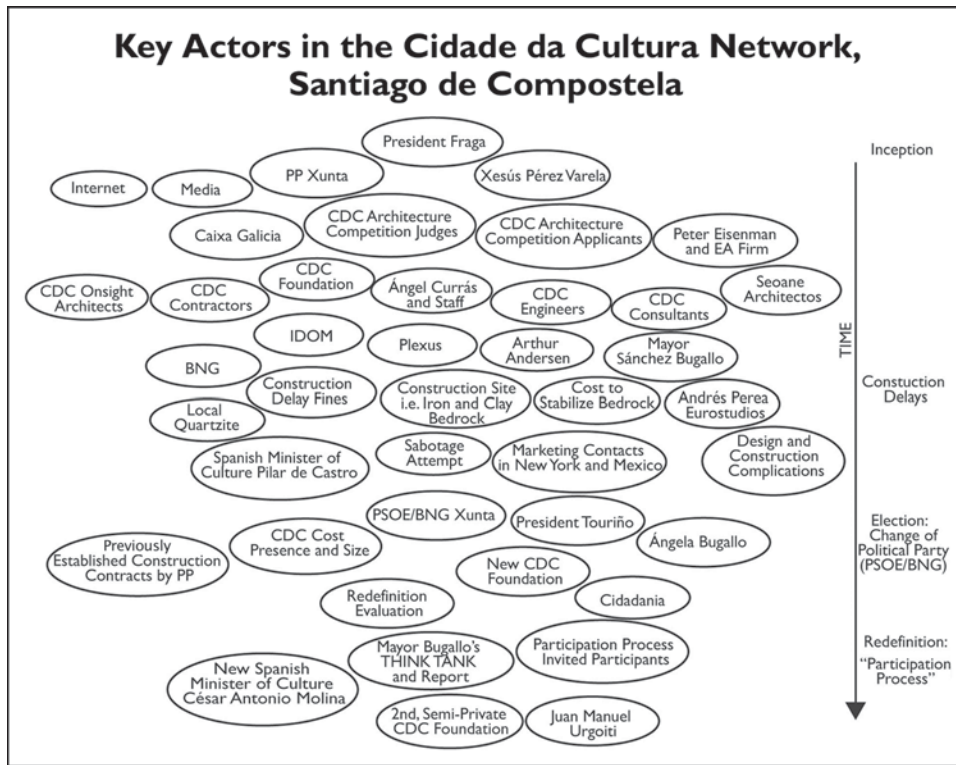 Key Actors in the Cidade da Cultura Network,
Santiago de Compostela
President Fraga
Inception
PP Xunta
Xesús Pérez Varela
Internet
Media
Caixa Galicia
CDC Architecture
Competition Judges
CDC Architecture
Competition Applicants
Peter Eisenman
and EA Firm
CDC Onsight
Architects
CDC
Contractors
CDC
Foundation
Ángel Currás
and Staff
CDC
Engineers
CDC
Consultants
Seoane
Architectos
TIME
IDOM
Plexus
Arthur
Andersen
Mayor
Sánchez Bugallo
BNG
Construction
Delay Fines
Construction Site
i.e. Iron and Clay
Bedrock
Cost to
Stabilize Bedrock
Andrés Perea
Eurostudios
Constuction
Delays
Local
Quartzite
Spanish Minister of
Culture Pilar de Castro
Sabotage
Attempt
Marketing Contacts
in New York and Mexico
Design and
Construction
Complications
PSOE/BNG Xunta
President Touriño
Election:
Change of
Political Party
(PSOE/BNG)
Previously
Established Construction
Contracts by PP
CDC Cost
Presence and Size
Ángela Bugallo
New CDC
Foundation
Redefinition
Evaluation
Cidadania
Mayor Bugallo's
THINK TANK
and Report
Participation Process
Invited Participants
Redefinition:
"Participation
Process"
New Spanish
Minister of Culture
César Antonio Molina
2nd, Semi-Private
CDC Foundation
Juan Manuel
Urgoiti